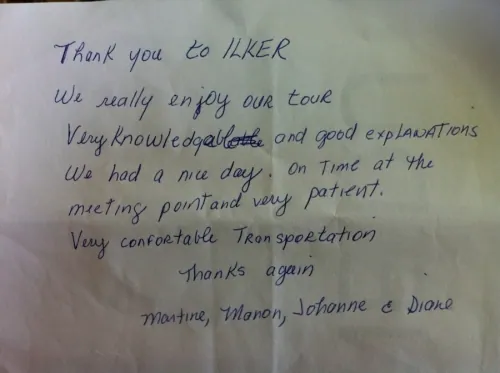 Thank you to ILKER
We really enjoy our tour
Very knowledgable and good explanations
We had a nice day. On time at the
meeting point and very patient.
Very confortable Transportation
Thanks again
Martine, Manon, Johanne & Diane